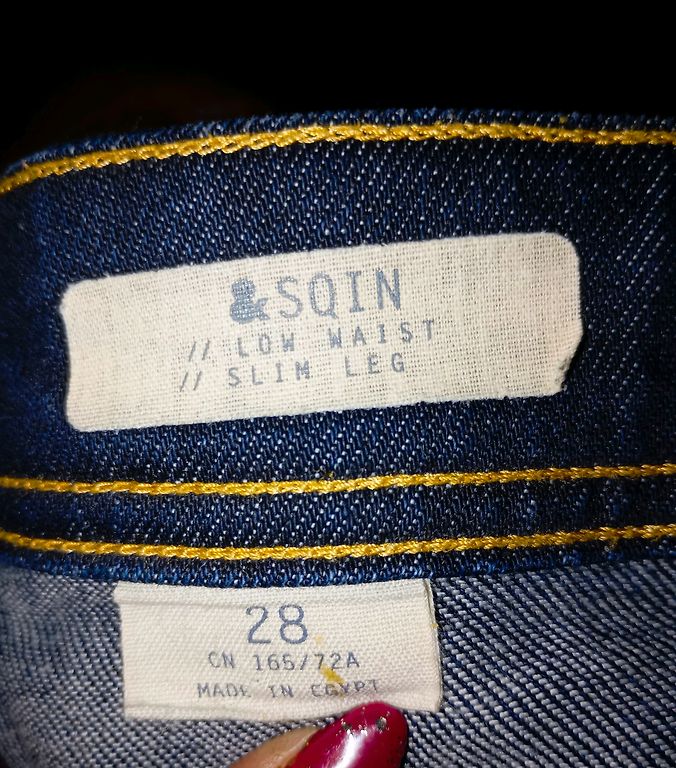 &SQIN
// LOW WAIST
// SLIM LEG
28
CN 165/72A
MADE IN EGYPT